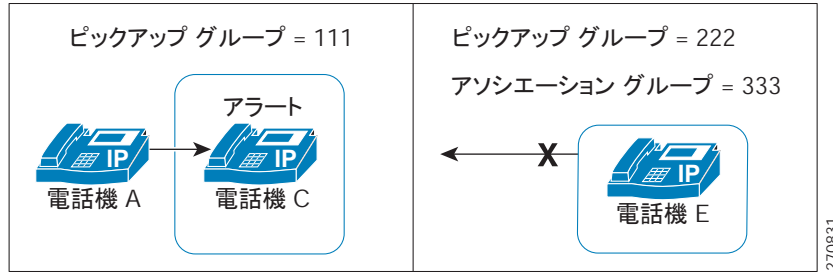 ピックアップ グループ = 111
アラート
IP
IP
電話機 A
電話機 C
ピックアップ グループ = 222
アソシエーション グループ = 333
X
IP
電話機 E
270831